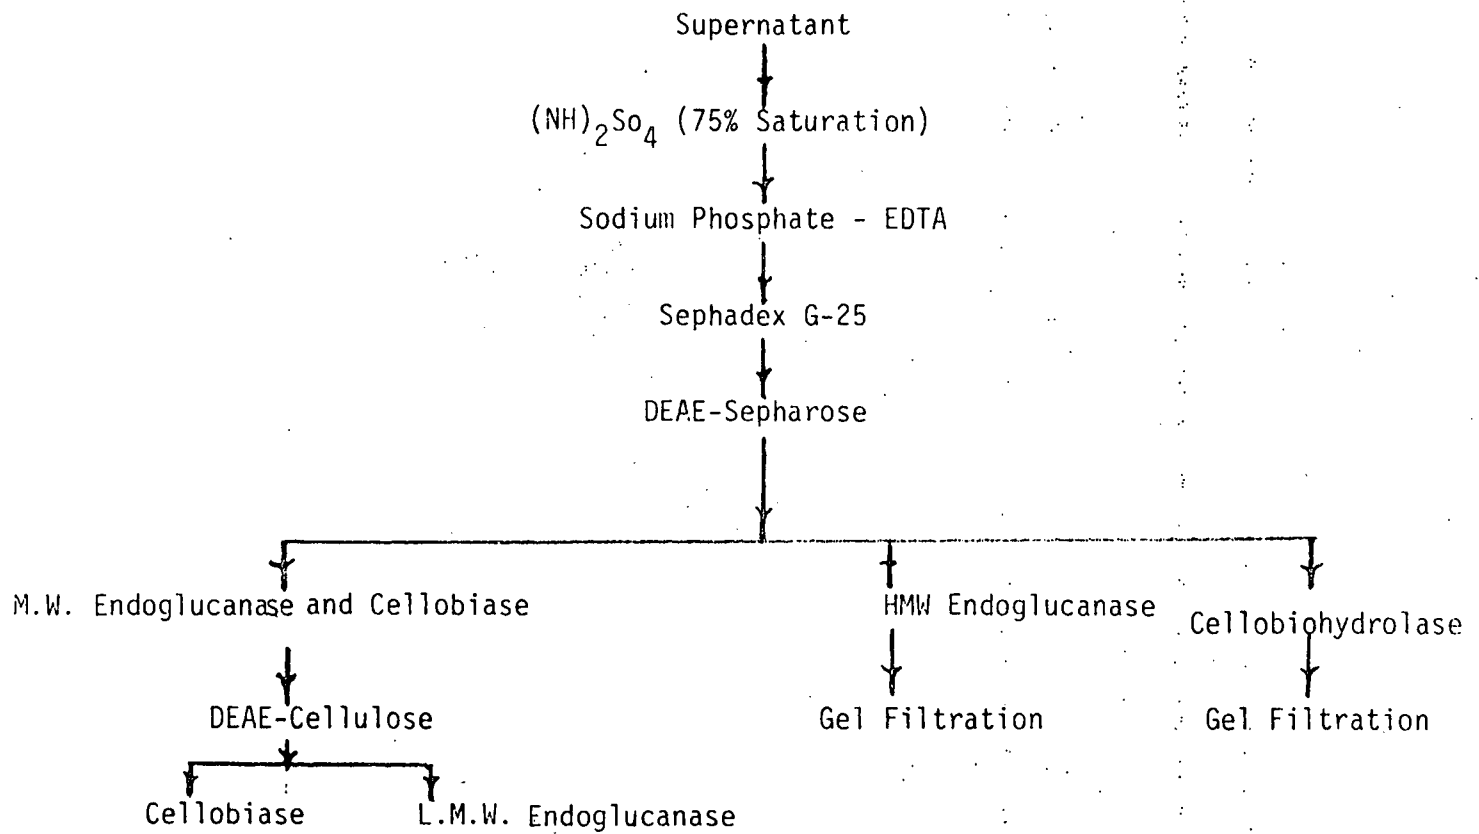 Supernatant
(NH)2So4 (75% Saturation)
Sodium Phosphate - EDTA
Sephadex G-25
DEAE-Sepharose
M.W. Endoglucanase and Cellobiase
HMW Endoglucanase
Cellobiohydrolase
DEAE-Cellulose
Gel Filtration
Gel Filtration
Cellobiase
L.M.W. Endoglucanase